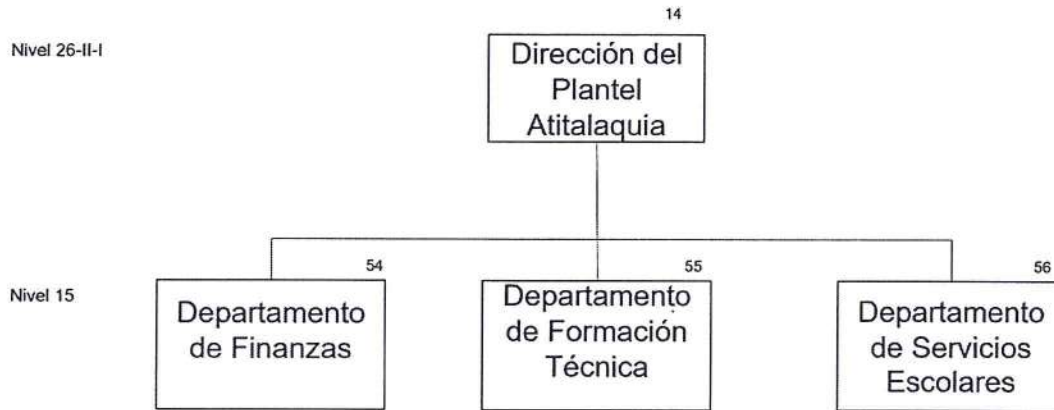 14
Nivel 26-II-I
Dirección del
Plantel
Atitalaquia
54
55
56
Nivel 15
Departamento
de Finanzas
Departamento
de Formación
Técnica
Departamento
de Servicios
Escolares